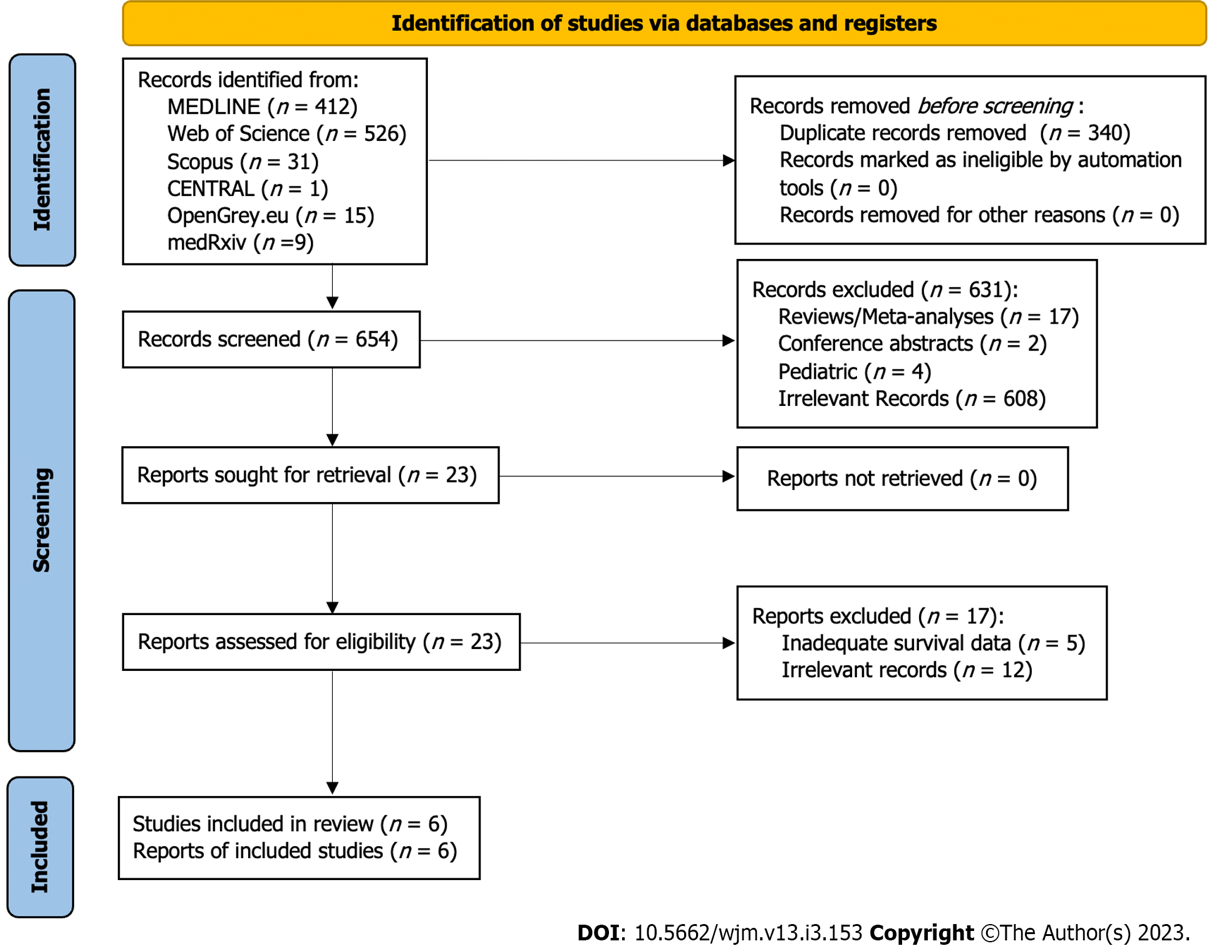 Identification of studies via databases and registers
Identification
Records identified from:
MEDLINE (n = 412)
Web of Science (n = 526)
Scopus (n = 31)
CENTRAL (n = 1)
OpenGrey.eu (n = 15)
medRxiv (n =9)
Records removed before screening :
Duplicate records removed (n = 340)
Records marked as ineligible by automation
tools (n = 0)
Records removed for other reasons (n = 0)
Screening
Records screened (n = 654)
Records excluded (n = 631):
Reviews/Meta-analyses (n = 17)
Conference abstracts (n = 2)
Pediatric (n = 4)
Irrelevant Records (n = 608)
Reports sought for retrieval (n = 23)
Reports not retrieved (n = 0)
Reports assessed for eligibility (n = 23)
Reports excluded (n = 17):
Inadequate survival data (n = 5)
Irrelevant records (n = 12)
Included
Studies included in review (n = 6)
Reports of included studies (n = 6)
DOI: 10.5662/wjm.v13.i3.153 Copyright ©The Author(s) 2023.